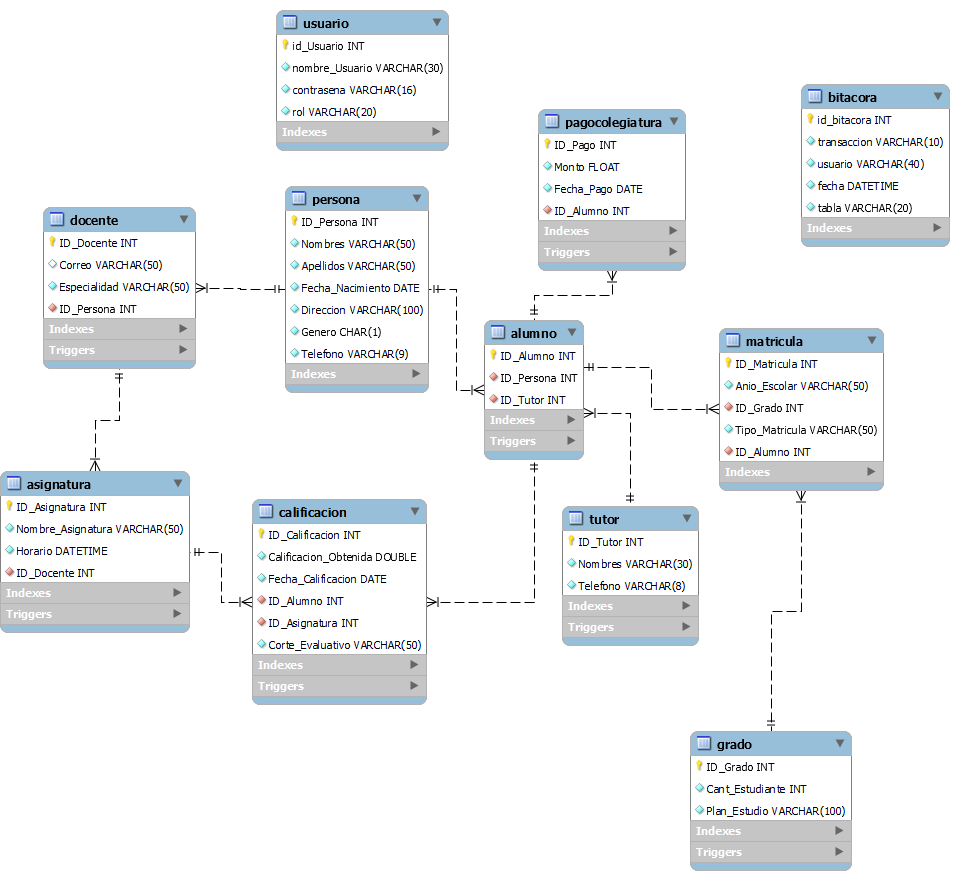 usuario
id_Usuario INT
nombre_Usuario VARCHAR(30)
contrasena VARCHAR(16)
rol VARCHAR(20)
Indexes
bitacora
id_bitacora INT
transaccion VARCHAR(10)
usuario VARCHAR(40)
fecha DATETIME
tabla VARCHAR(20)
Indexes
pagocolegiatura
ID_Pago INT
Monto FLOAT
Fecha_Pago DATE
ID_Alumno INT
Indexes
Triggers
persona
ID_Persona INT
Nombres VARCHAR(50)
Apellidos VARCHAR(50)
Fecha_Nacimiento DATE
Direccion VARCHAR(100)
Genero CHAR(1)
Telefono VARCHAR(9)
Indexes
docente
ID_Docente INT
Correo VARCHAR(50)
Especialidad VARCHAR(50)
ID_Persona INT
Indexes
Triggers
alumno
ID_Alumno INT
ID_Persona INT
ID_Tutor INT
Indexes
Triggers
matricula
ID_Matricula INT
Anio_Escolar VARCHAR(50)
ID_Grado INT
Tipo_Matricula VARCHAR(50)
ID_Alumno INT
Indexes
asignatura
ID_Asignatura INT
Nombre_Asignatura VARCHAR(50)
Horario DATETIME
ID_Docente INT
Indexes
Triggers
calificacion
ID_Calificacion INT
Calificacion_Obtenida DOUBLE
Fecha_Calificacion DATE
ID_Alumno INT
ID_Asignatura INT
Corte_Evaluativo VARCHAR(50)
Indexes
Triggers
tutor
ID_Tutor INT
Nombres VARCHAR(30)
Telefono VARCHAR(8)
Indexes
Triggers
grado
ID_Grado INT
Cant_Estudiante INT
Plan_Estudio VARCHAR(100)
Indexes
Triggers